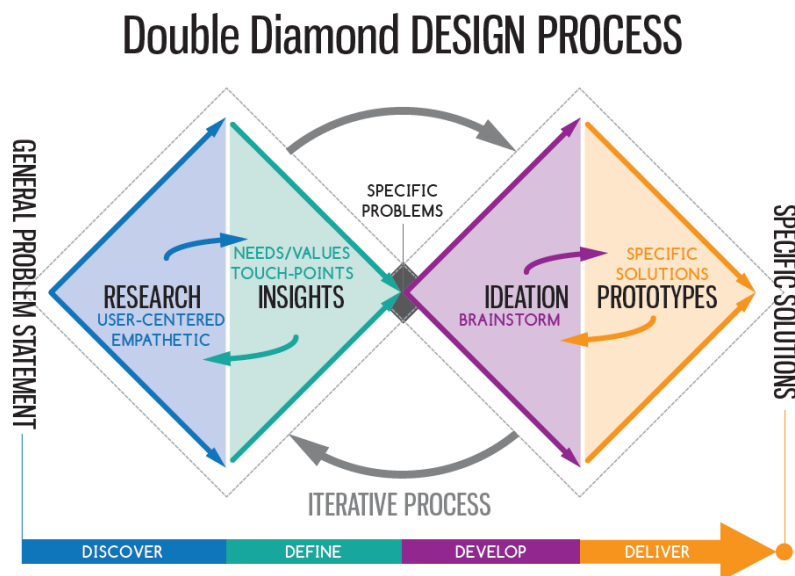 Double Diamond DESIGN PROCESS
GENERAL PROBLEM STATEMENT
SPECIFIC
PROBLEMS
NEEDS/VALUES
TOUCH-POINTS
RESEARCH
INSIGHTS
USER-CENTERED
EMPATHETIC
SPECIFIC
SOLUTIONS
IDEATION
PROTOTYPES
BRAINSTORM
SPECIFIC SOLUTIONS
ITERATIVE PROCESS
DISCOVER
DEFINE
DEVELOP
DELIVER